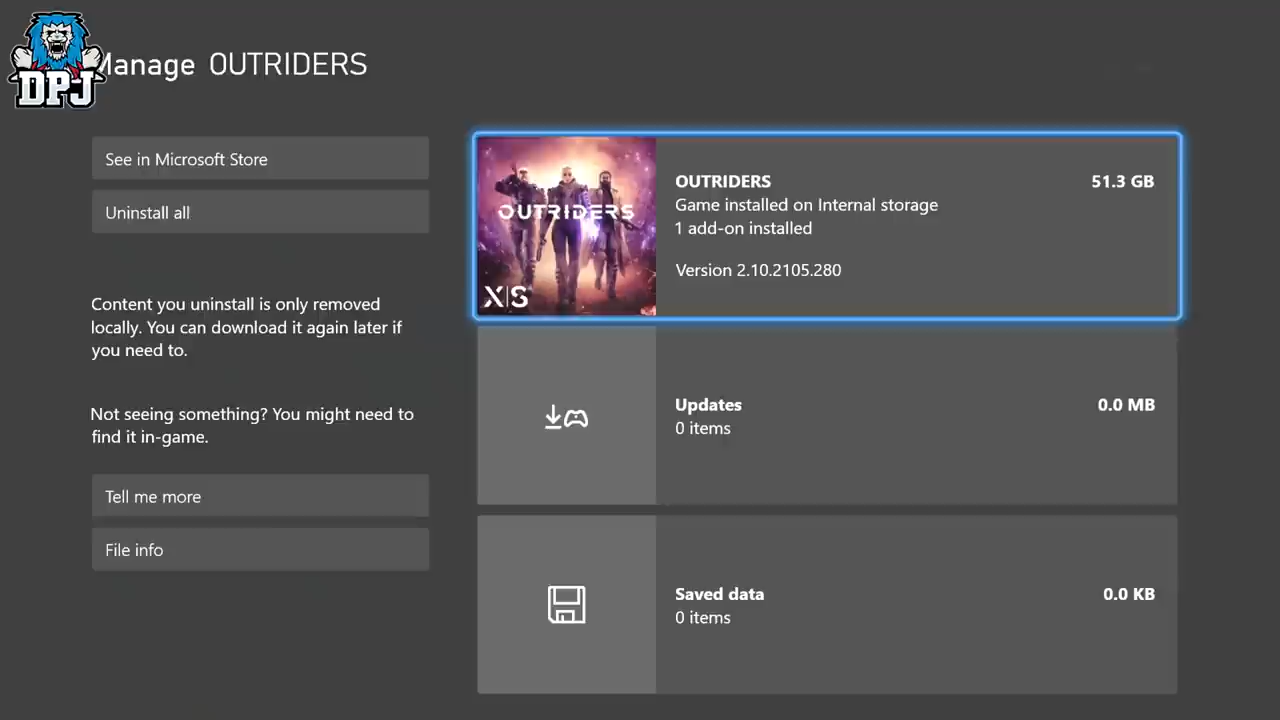 DPJ
Manage OUTRIDERS
See in Microsoft Store
Uninstall all
Content you uninstall is only removed
locally. You can download it again later if
you need to.
Not seeing something? You might need to
find it in-game.
Tell me more
File info
OUTRIDERS
X|S
OUTRIDERS 51.3 GB
Game installed on Internal storage
1 add-on installed
Version 2.10.2105.280
Updates 0.0 MB
0 items
Saved data 0.0 KB
0 items